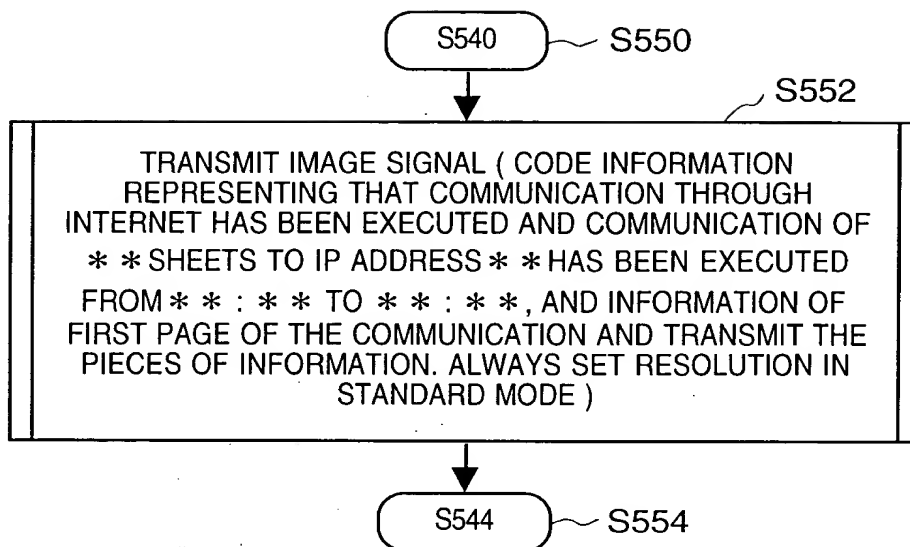 S540 S550
S552
TRANSMIT IMAGE SIGNAL ( CODE INFORMATION
REPRESENTING THAT COMMUNICATION THROUGH
INTERNET HAS BEEN EXECUTED AND COMMUNICATION OF
* * SHEETS TO IP ADDRESS * * HAS BEEN EXECUTED
FROM * * : * * TO * * : * *, AND INFORMATION OF
FIRST PAGE OF THE COMMUNICATION AND TRANSMIT THE
PIECES OF INFORMATION. ALWAYS SET RESOLUTION IN
STANDARD MODE )
S544 S554